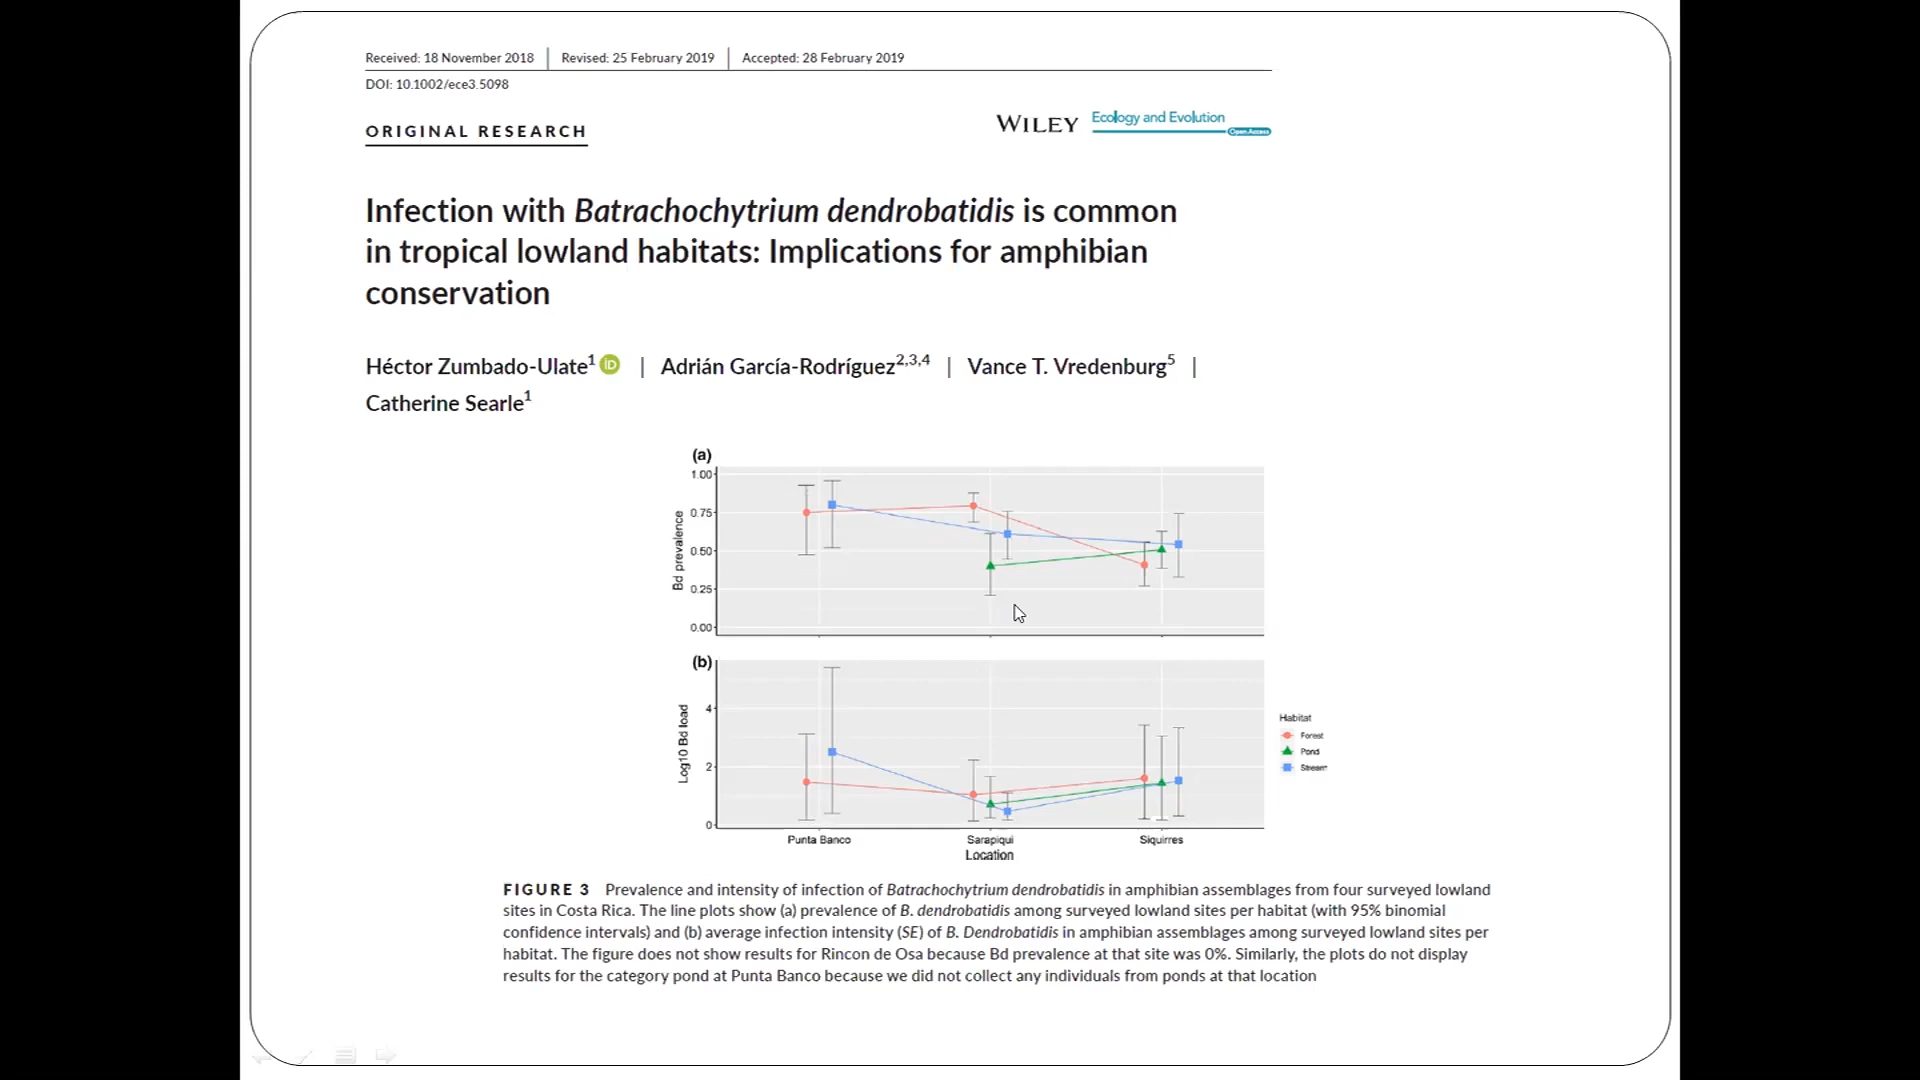 Received: 18 November 2018 | Revised: 25 February 2019 | Accepted: 28 February 2019
DOI: 10.1002/ece3.5098
ORIGINAL RESEARCH
WILEY Ecology and Evolution
Open Access
Infection with Batrachochytrium dendrobatidis is common
in tropical lowland habitats: Implications for amphibian
conservation
Héctor Zumbado-Ulate1 iD | Adrián García-Rodríguez2,3,4 | Vance T. Vredenburg5 |
Catherine Searle1
(a)
1.00
0.75
0.50
0.25
0.00
Bd prevalence
(b)
4
2
0
Log10 Bd load
Punta Banco Sarapiqui Siquirres
Location
Habitat
Forest
Pond
Stream
FIGURE 3 Prevalence and intensity of infection of Batrachochytrium dendrobatidis in amphibian assemblages from four surveyed lowland
sites in Costa Rica. The line plots show (a) prevalence of B. dendrobatidis among surveyed lowland sites per habitat (with 95% binomial
confidence intervals) and (b) average infection intensity (SE) of B. Dendrobatidis in amphibian assemblages among surveyed lowland sites per
habitat. The figure does not show results for Rincon de Osa because Bd prevalence at that site was 0%. Similarly, the plots do not display
results for the category pond at Punta Banco because we did not collect any individuals from ponds at that location